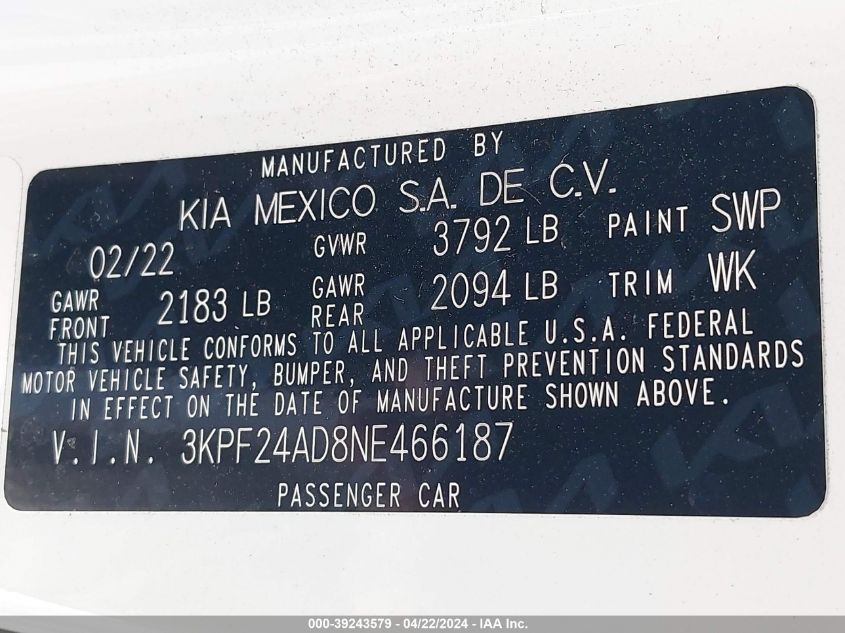 MANUFACTURED BY
KIA MEXICO S.A. DE C.V.
02/22 GVWR 3792 LB PAINT SWP
GAWR FRONT 2183 LB GAWR REAR 2094 LB TRIM WK
THIS VEHICLE CONFORMS TO ALL APPLICABLE U.S.A. FEDERAL
MOTOR VEHICLE SAFETY, BUMPER, AND THEFT PREVENTION STANDARDS
IN EFFECT ON THE DATE OF MANUFACTURE SHOWN ABOVE.
V.I.N. 3KPF24AD8NE466187
PASSENGER CAR
000-39243579 - 04/22/2024 - IAA Inc.